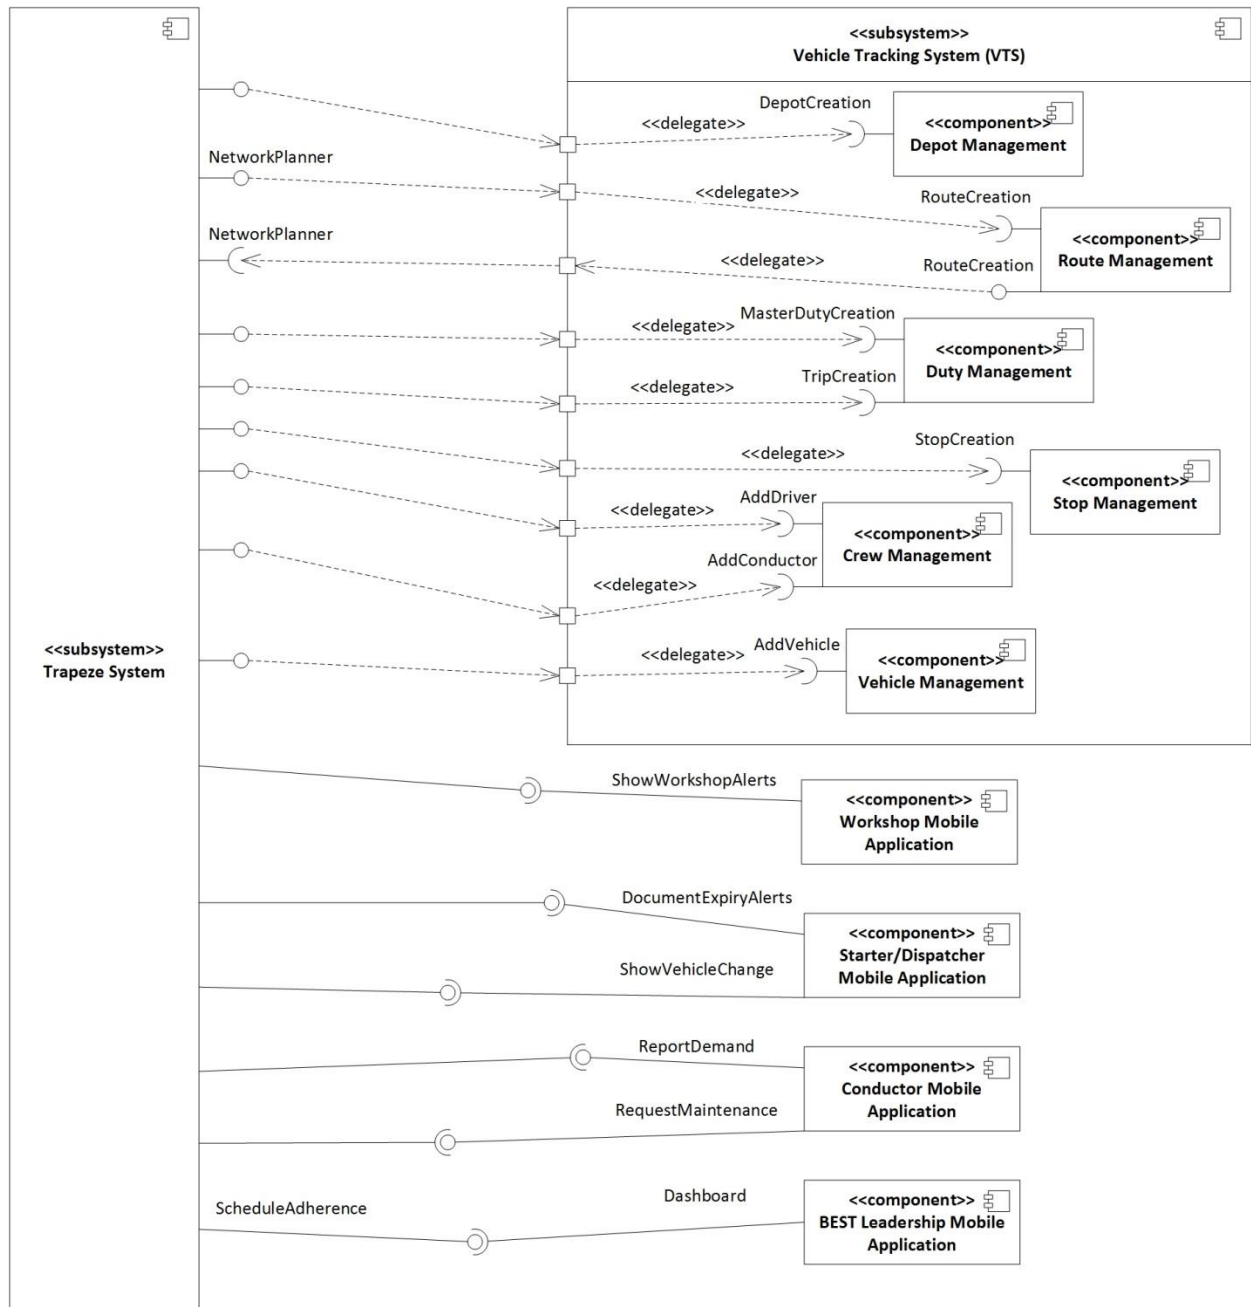 <<subsystem>>
Vehicle Tracking System (VTS)
DepotCreation
<<delegate>>
<<component>>
Depot Management
NetworkPlanner
<<delegate>>
RouteCreation
NetworkPlanner
<<delegate>>
RouteCreation
<<component>>
Route Management
<<delegate>>
MasterDutyCreation
<<component>>
Duty Management
<<delegate>>
TripCreation
StopCreation
<<delegate>>
<<component>>
Stop Management
AddDriver
<<delegate>>
<<component>>
Crew Management
AddConductor
<<delegate>>
<<subsystem>>
Trapeze System
AddVehicle
<<delegate>>
<<component>>
Vehicle Management
ShowWorkshopAlerts
<<component>>
Workshop Mobile
Application
DocumentExpiryAlerts
<<component>>
Starter/Dispatcher
Mobile Application
ShowVehicleChange
ReportDemand
<<component>>
Conductor Mobile
Application
RequestMaintenance
ScheduleAdherence
Dashboard
<<component>>
BEST Leadership Mobile
Application